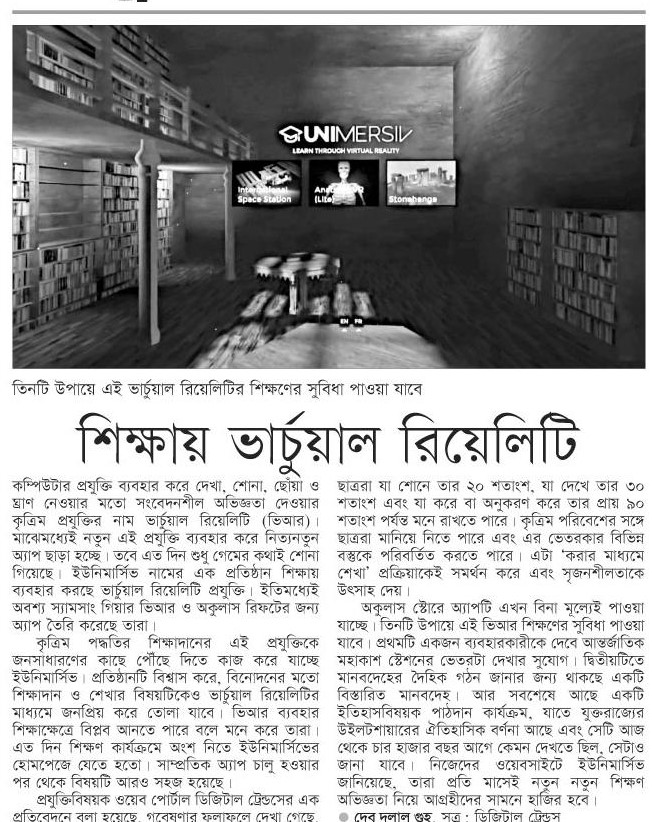 UNIMERSIV
LEARN THROUGH VIRTUAL REALITY
International
Space Station
(Lite)
Stonehenge
EN FR
তিনটি উপায়ে এই ভার্চুয়াল রিয়েলিটির শিক্ষণের সুবিধা পাওয়া যাবে
শিক্ষায় ভার্চুয়াল রিয়েলিটি
কম্পিউটার প্রযুক্তি ব্যবহার করে দেখা, শোনা, ছোঁয়া ও
ঘ্রাণ নেওয়ার মতো সংবেদনশীল অভিজ্ঞতা দেওয়ার
কৃত্রিম প্রযুক্তির নাম ভার্চুয়াল রিয়েলিটি (ভিআর)।
মাঝেমধ্যেই নতুন এই প্রযুক্তি ব্যবহার করে নিত্যনতুন
অ্যাপ ছাড়া হচ্ছে। তবে এত দিন শুধু গেমের কথাই শোনা
গিয়েছে। ইউনিমার্সিভ নামের এক প্রতিষ্ঠান শিক্ষায়
ব্যবহার করছে ভার্চুয়াল রিয়েলিটি প্রযুক্তি। ইতিমধ্যেই
অবশ্য স্যামসাং গিয়ার ভিআর ও অকুলাস রিফটের জন্য
অ্যাপ তৈরি করেছে তারা।
কৃত্রিম পদ্ধতির শিক্ষাদানের এই প্রযুক্তিকে
জনসাধারণের কাছে পৌঁছে দিতে কাজ করে যাচ্ছে
ইউনিমার্সিভ। প্রতিষ্ঠানটি বিশ্বাস করে, বিনোদনের মতো
শিক্ষাদান ও শেখার বিষয়টিকেও ভার্চুয়াল রিয়েলিটির
মাধ্যমে জনপ্রিয় করে তোলা যাবে। ভিআর ব্যবহার
শিক্ষাক্ষেত্রে বিপ্লব আনতে পারে বলে মনে করে তারা।
এত দিন শিক্ষণ কার্যক্রমে অংশ নিতে ইউনিমার্সিভের
হোমপেজে যেতে হতো। সাম্প্রতিক অ্যাপ চালু হওয়ার
পর থেকে বিষয়টি আরও সহজ হয়েছে।
প্রযুক্তিবিষয়ক ওয়েব পোর্টাল ডিজিটাল ট্রেন্ডসের এক
প্রতিবেদনে বলা হয়েছে, গবেষণার ফলাফলে দেখা গেছে,
ছাত্ররা যা শোনে তার ২০ শতাংশ, যা দেখে তার ৩০
শতাংশ এবং যা করে বা অনুকরণ করে তার প্রায় ৯০
শতাংশ পর্যন্ত মনে রাখতে পারে। কৃত্রিম পরিবেশের সঙ্গে
ছাত্ররা মানিয়ে নিতে পারে এবং এর ভেতরকার বিভিন্ন
বস্তুকে পরিবর্তিত করতে পারে। এটা ‘করার মাধ্যমে
শেখা’ প্রক্রিয়াকেই সমর্থন করে এবং সৃজনশীলতাকে
উৎসাহ দেয়।
অকুলাস স্টোরে অ্যাপটি এখন বিনা মূল্যেই পাওয়া
যাচ্ছে। তিনটি উপায়ে এই ভিআর শিক্ষণের সুবিধা পাওয়া
যাবে। প্রথমটি একজন ব্যবহারকারীকে দেবে আন্তর্জাতিক
মহাকাশ স্টেশনের ভেতরটা দেখার সুযোগ। দ্বিতীয়টিতে
মানবদেহের দৈহিক গঠন জানার জন্য থাকছে একটি
বিস্তারিত মানবদেহ। আর সবশেষে আছে একটি
ইতিহাসবিষয়ক পাঠদান কার্যক্রম, যাতে যুক্তরাজ্যের
উইলটশায়ারের ঐতিহাসিক বর্ণনা আছে এবং সেটি আজ
থেকে চার হাজার বছর আগে কেমন দেখতে ছিল, সেটাও
জানা যাবে। নিজেদের ওয়েবসাইটে ইউনিমার্সিভ
জানিয়েছে, তারা প্রতি মাসেই নতুন নতুন শিক্ষণ
অভিজ্ঞতা নিয়ে আগ্রহীদের সামনে হাজির হবে।
● দেব দুলাল গুহ, সূত্র : ডিজিটাল ট্রেন্ডস